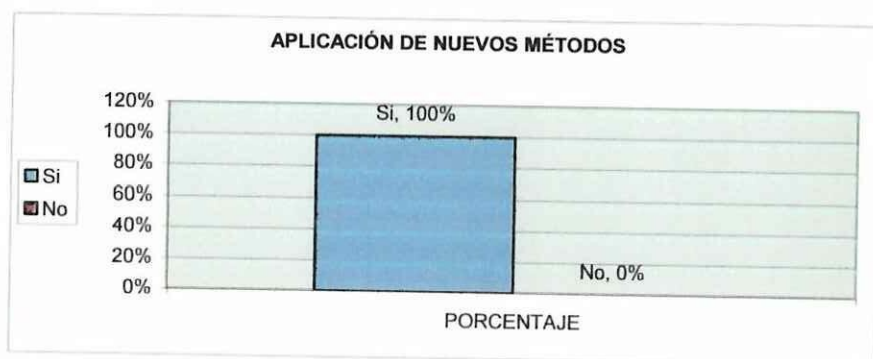 APLICACIÓN DE NUEVOS MÉTODOS
120%
100%
80%
60%
40%
20%
0%
Si
No
Si, 100%
No, 0%
PORCENTAJE